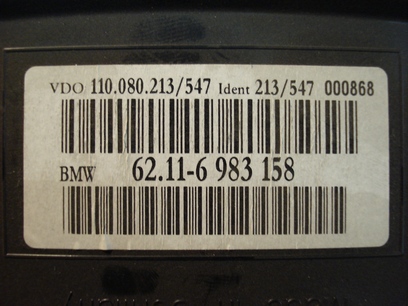 VDO 110.080.213/547 Ident 213/547 000868
BMW 62.11-6 983 158